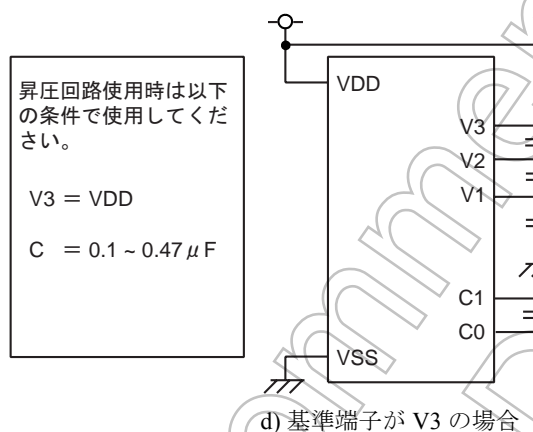 昇圧回路使用時は以下
の条件で使用してくだ
さい。
V3 = VDD
C = 0.1 ~ 0.47 μ F
VDD
V3
V2
V1
C1
C0
VSS
d) 基準端子が V3 の場合